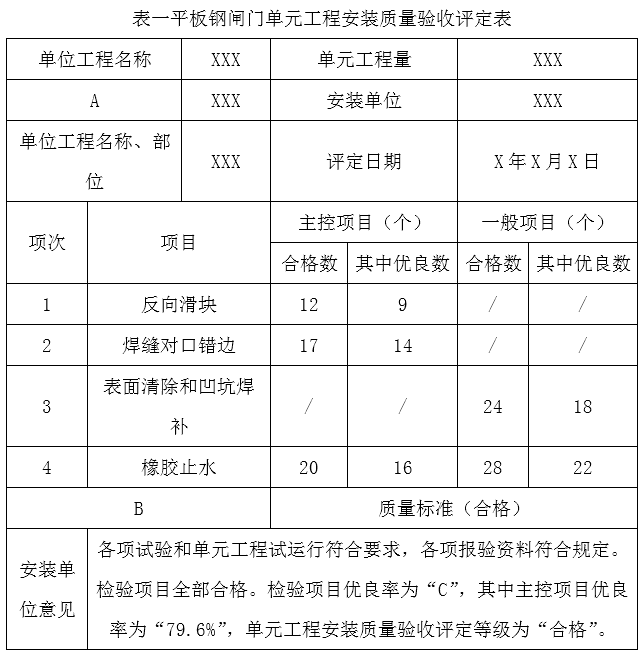 表一平板钢闸门单元工程安装质量验收评定表
单位工程名称 XXX 单元工程量 XXX
A XXX 安装单位 XXX
单位工程名称、部
位 XXX 评定日期 X 年 X 月 X 日
项次 项目 主控项目（个） 一般项目（个）
合格数 其中优良数 合格数 其中优良数
1 反向滑块 12 9 / /
2 焊缝对口错边 17 14 / /
3 表面清除和凹坑焊
补 / / 24 18
4 橡胶止水 20 16 28 22
B 质量标准（合格）
安装单
位意见
各项试验和单元工程试运行符合要求，各项报验资料符合规定。
检验项目全部合格。检验项目优良率为“C”，其中主控项目优良
率为“79.6%”，单元工程安装质量验收评定等级为“合格”。